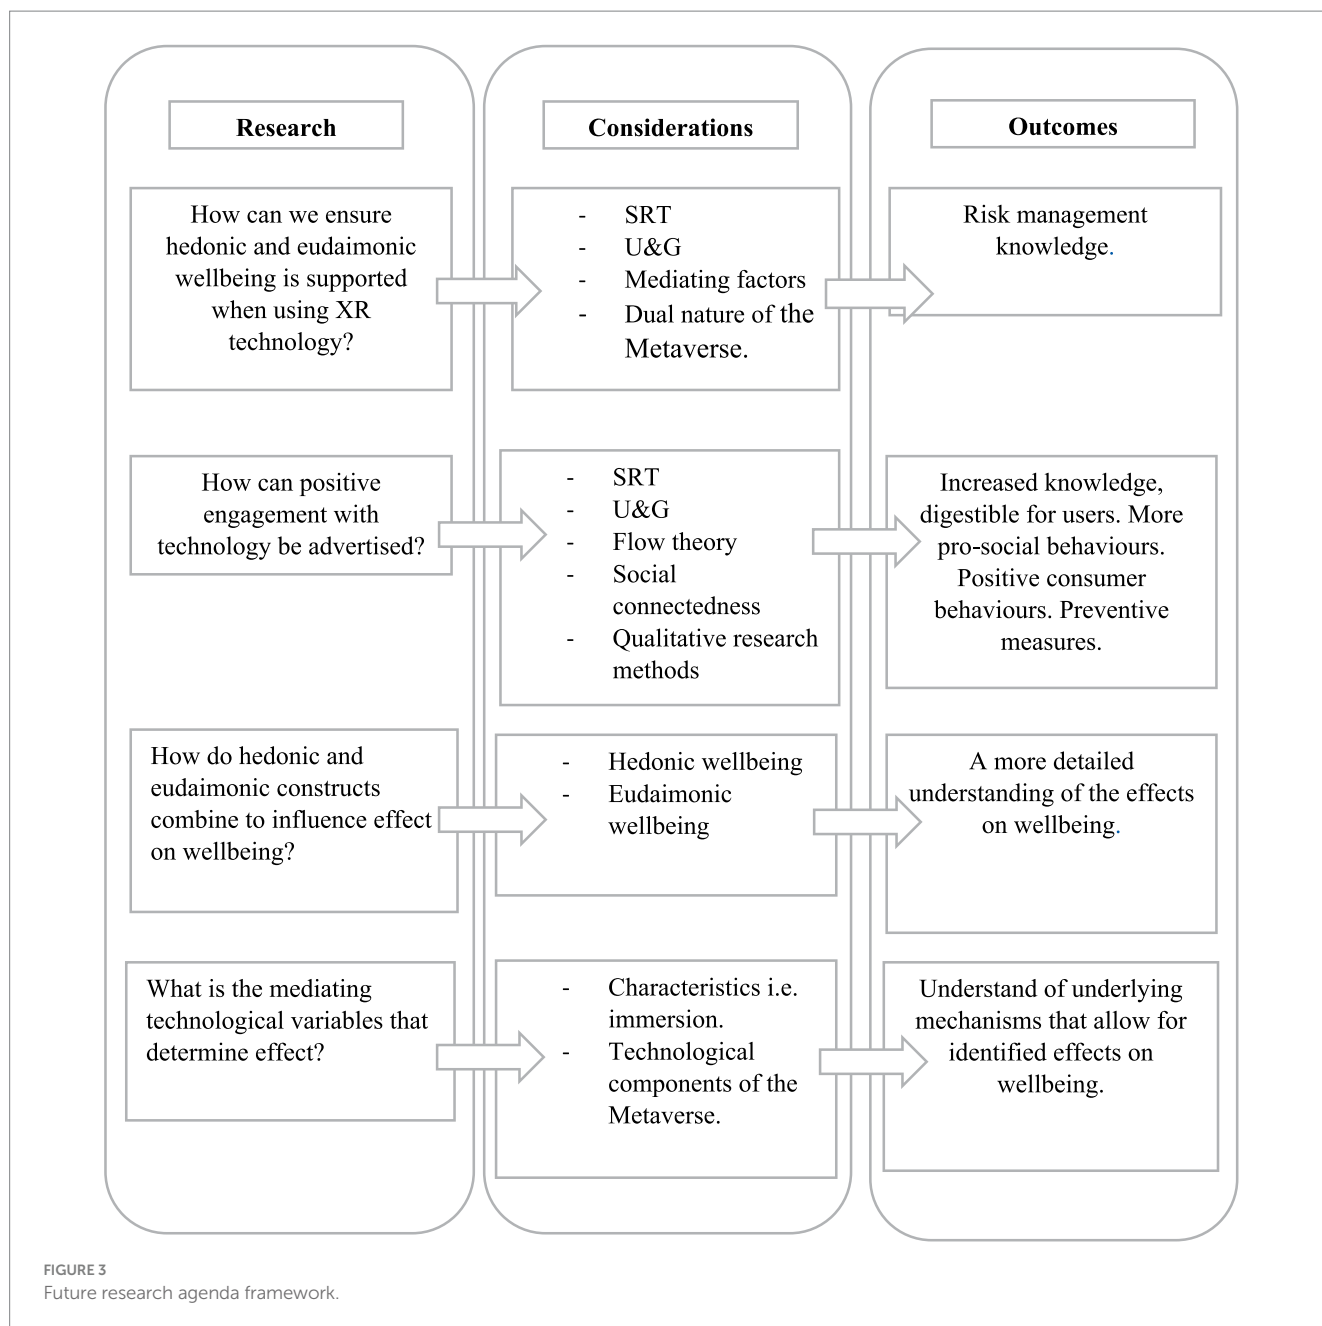 Research
Considerations
Outcomes
How can we ensure
hedonic and eudaimonic
wellbeing is supported
when using XR
technology?
- SRT
- U&G
- Mediating factors
- Dual nature of the
Metaverse.
Risk management
knowledge.
How can positive
engagement with
technology be advertised?
- SRT
- U&G
- Flow theory
- Social
connectedness
- Qualitative research
methods
Increased knowledge,
digestible for users. More
pro-social behaviours.
Positive consumer
behaviours. Preventive
measures.
How do hedonic and
eudaimonic constructs
combine to influence effect
on wellbeing?
- Hedonic wellbeing
- Eudaimonic
wellbeing
A more detailed
understanding of the effects
on wellbeing.
What is the mediating
technological variables that
determine effect?
- Characteristics i.e.
immersion.
- Technological
components of the
Metaverse.
Understand of underlying
mechanisms that allow for
identified effects on
wellbeing.
FIGURE 3
Future research agenda framework.